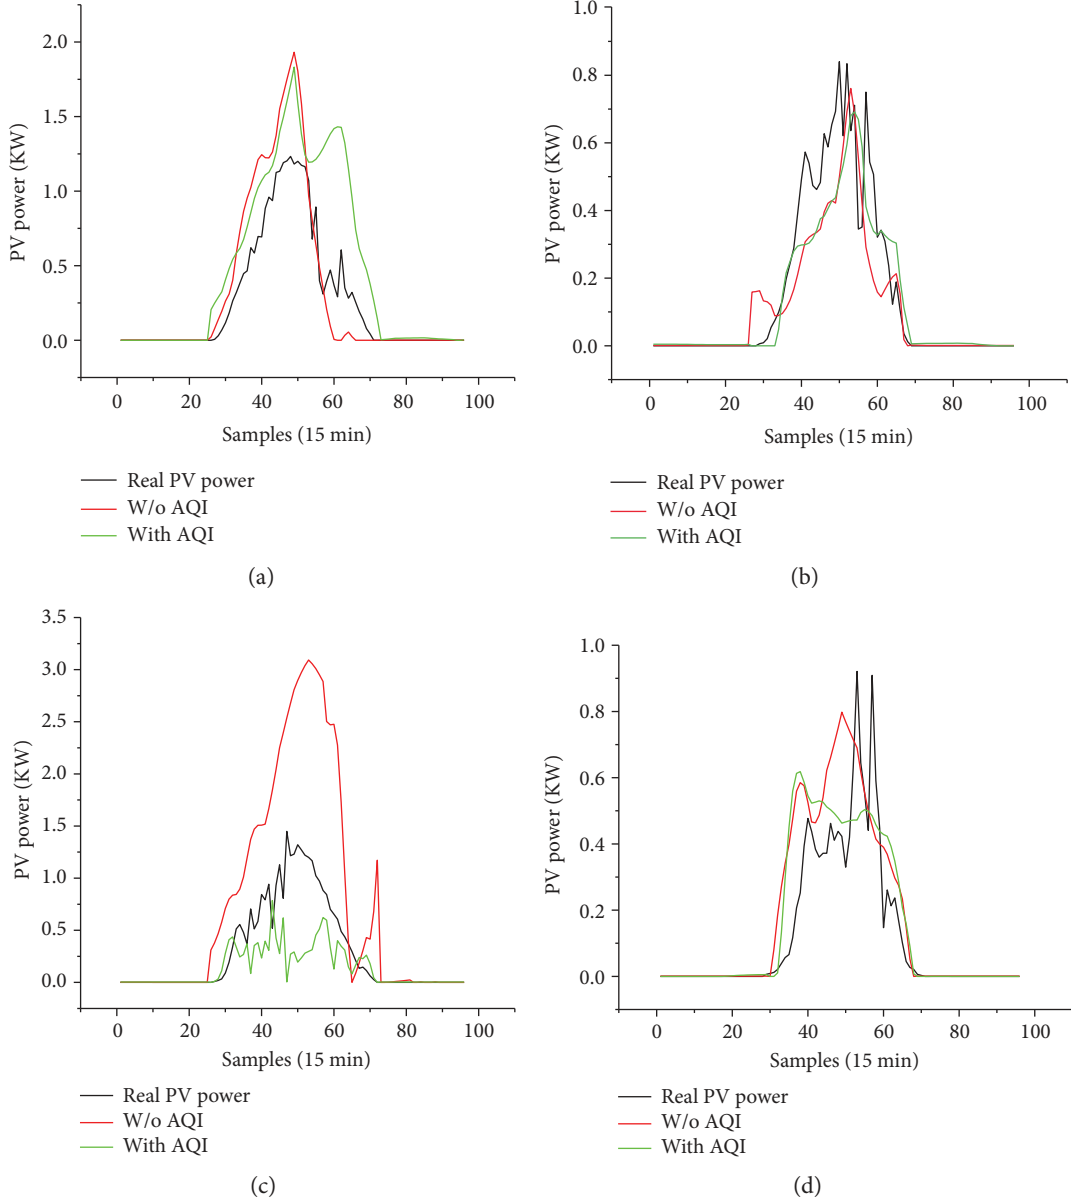 2.0
1.5
1.0
0.5
0.0
PV power (KW)
0 20 40 60 80 100
Samples (15 min)
Real PV power
W/o AQI
With AQI
(a)
1.0
0.8
0.6
0.4
0.2
0.0
PV power (KW)
0 20 40 60 80 100
Samples (15 min)
Real PV power
W/o AQI
With AQI
(b)
3.5
3.0
2.5
2.0
1.5
1.0
0.5
0.0
PV power (KW)
0 20 40 60 80 100
Samples (15 min)
Real PV power
W/o AQI
With AQI
(c)
1.0
0.8
0.6
0.4
0.2
0.0
PV power (KW)
0 20 40 60 80 100
Samples (15 min)
Real PV power
W/o AQI
With AQI
(d)